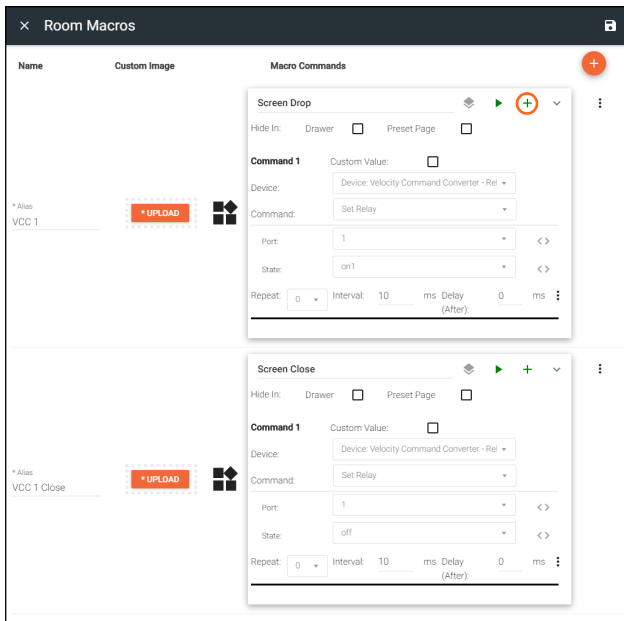 Room Macros
Name Custom Image Macro Commands
Screen Drop
Hide In: Drawer Preset Page
Command 1 Custom Value:
Device: Device: Velocity Command Converter - Rel
* Alias
VCC 1
* UPLOAD
Command: Set Relay
Port: 1
State: on1
Repeat: 0 Interval: 10 ms Delay (After): 0 ms
Screen Close
Hide In: Drawer Preset Page
Command 1 Custom Value:
Device: Device: Velocity Command Converter - Rel
* Alias
VCC 1 Close
* UPLOAD
Command: Set Relay
Port: 1
State: off
Repeat: 0 Interval: 10 ms Delay (After): 0 ms